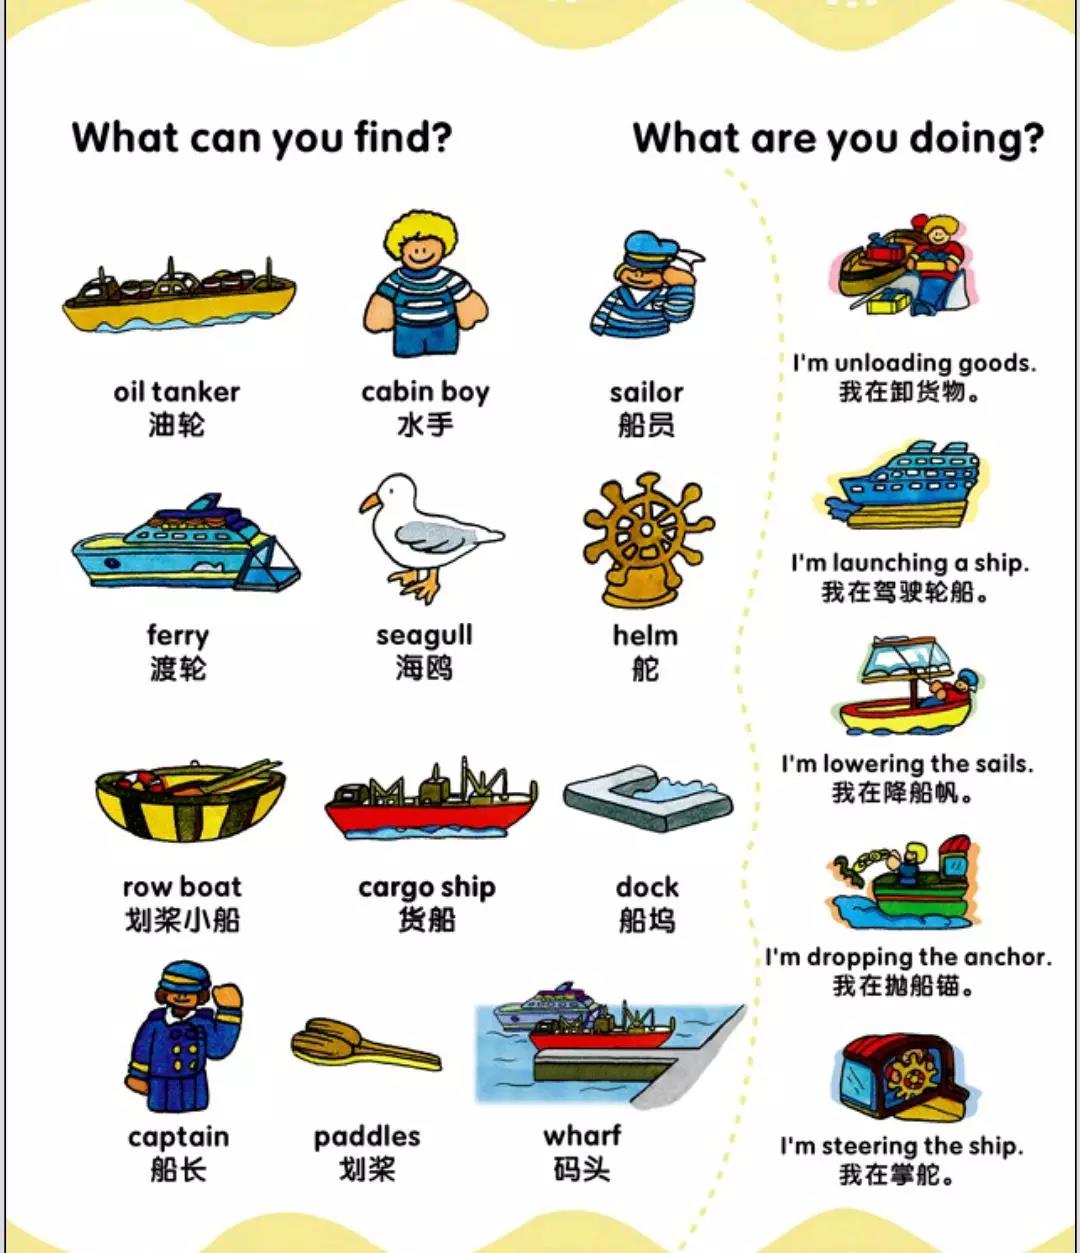 What can you find?
What are you doing?
oil tanker
油轮
cabin boy
水手
sailor
船员
ferry
渡轮
seagull
海鸥
helm
舵
row boat
划桨小船
cargo ship
货船
dock
船坞
captain
船长
paddles
划桨
wharf
码头
I'm unloading goods.
我在卸货物。
I'm launching a ship.
我在驾驶轮船。
I'm lowering the sails.
我在降船帆。
I'm dropping the anchor.
我在抛船锚。
I'm steering the ship.
我在掌舵。